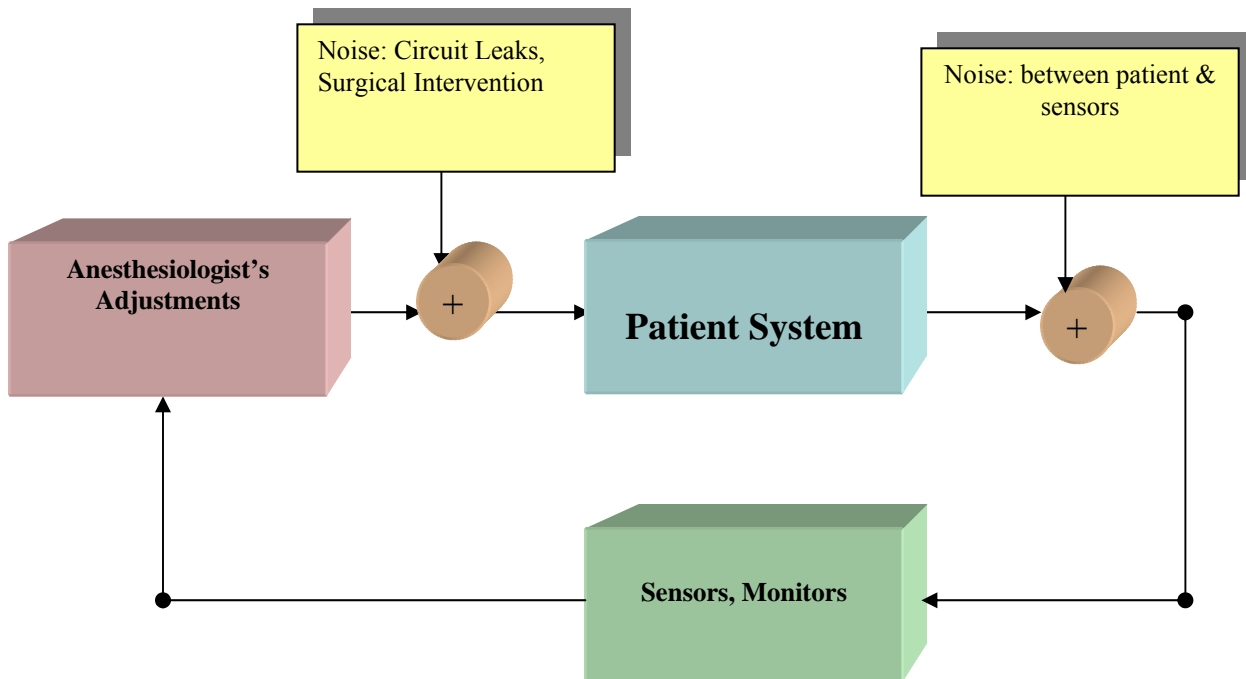 Noise: Circuit Leaks,
Surgical Intervention
Noise: between patient &
sensors
Anesthesiologist’s
Adjustments
+
Patient System
+
Sensors, Monitors